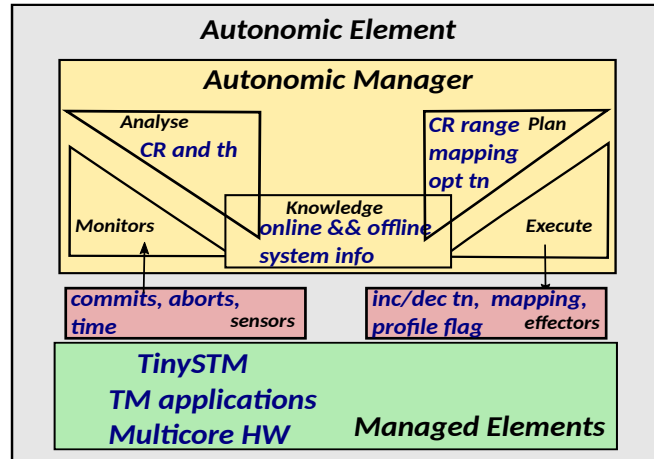 Autonomic Element
Autonomic Manager
Analyse
CR and th
CR range Plan
mapping
opt tn
Monitors
Knowledge
online && offline
system info
Execute
commits, aborts,
time sensors
inc/dec tn, mapping,
profile flag effectors
TinySTM
TM applications
Multicore HW
Managed Elements